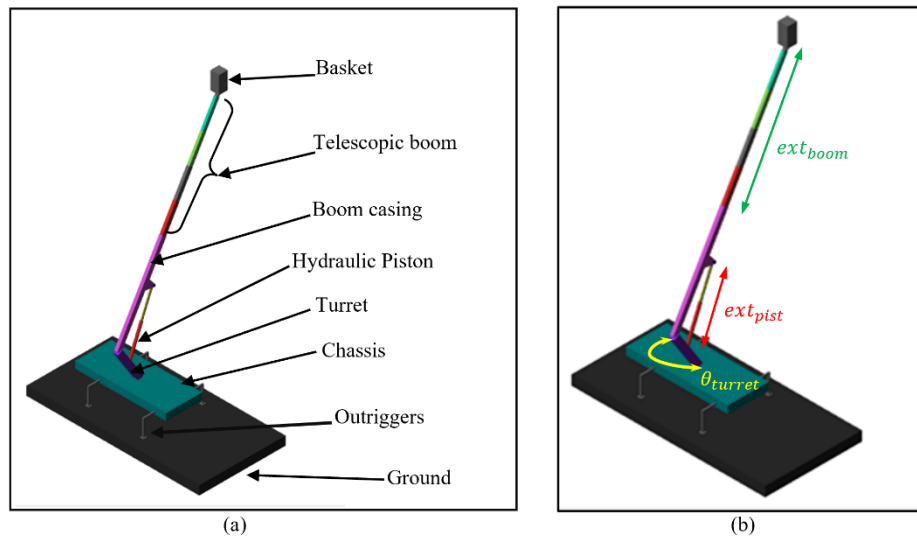 Basket
Telescopic boom
Boom casing
Hydraulic Piston
Turret
Chassis
Outriggers
Ground
(a)
ext_boom
ext_pist
θ_turret
(b)